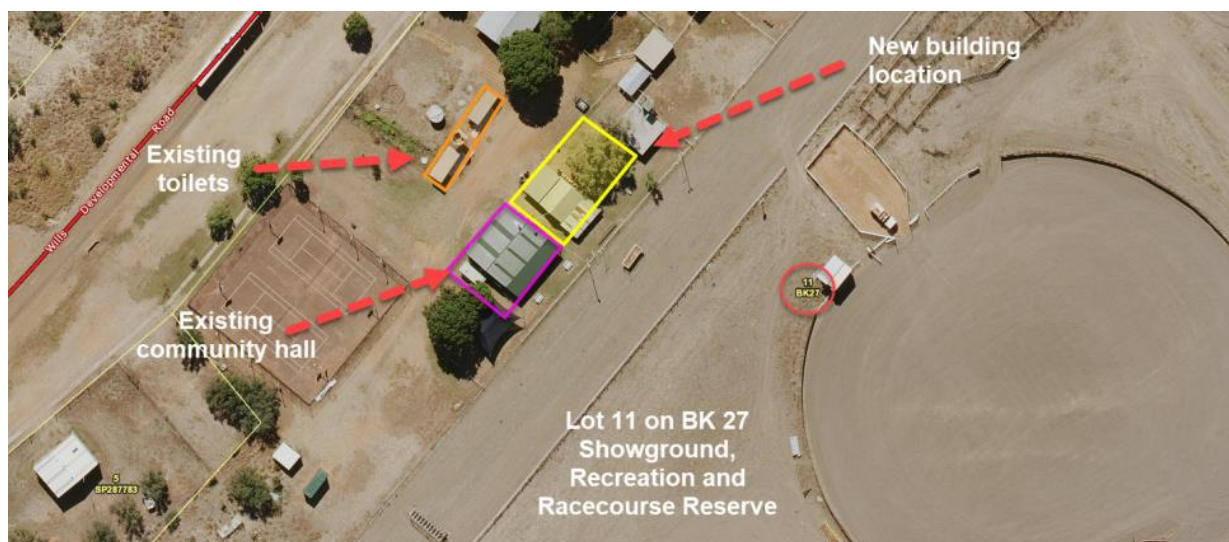 New building
location
Wills Developmental Road
Existing
toilets
11
BK27
Existing
community hall
Lot 11 on BK 27
Showground,
Recreation and
Racecourse Reserve
5
SP287783